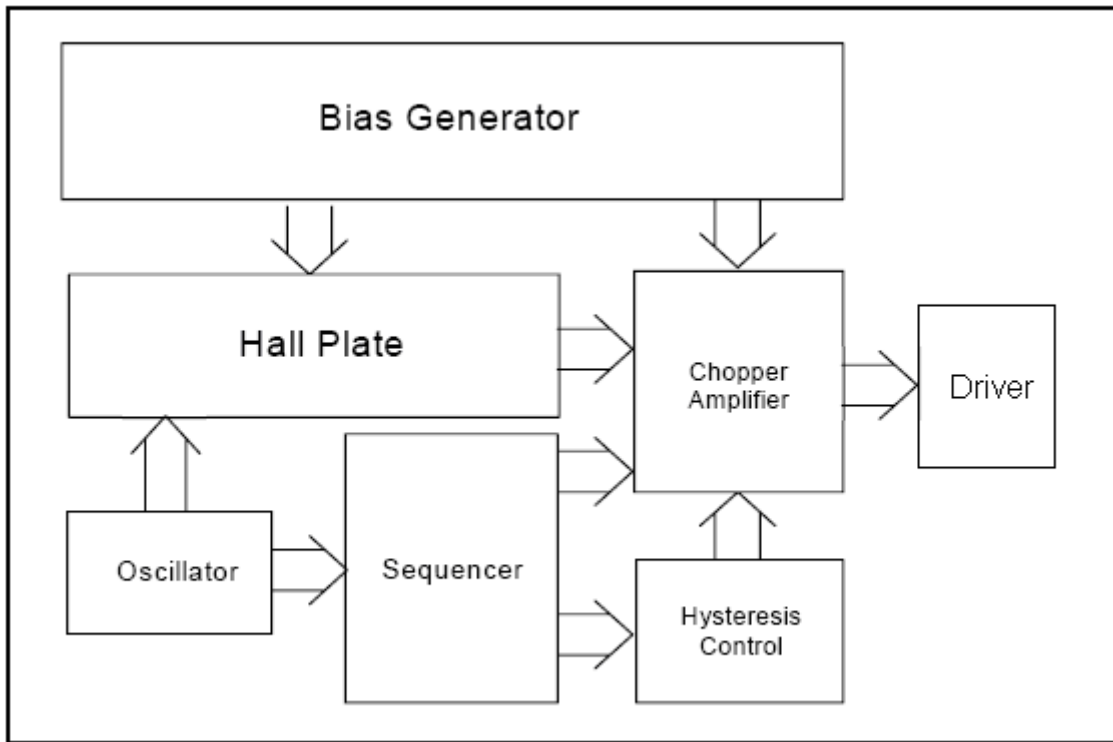 Bias Generator
Hall Plate
Chopper
Amplifier
Driver
Oscillator
Sequencer
Hysteresis
Control